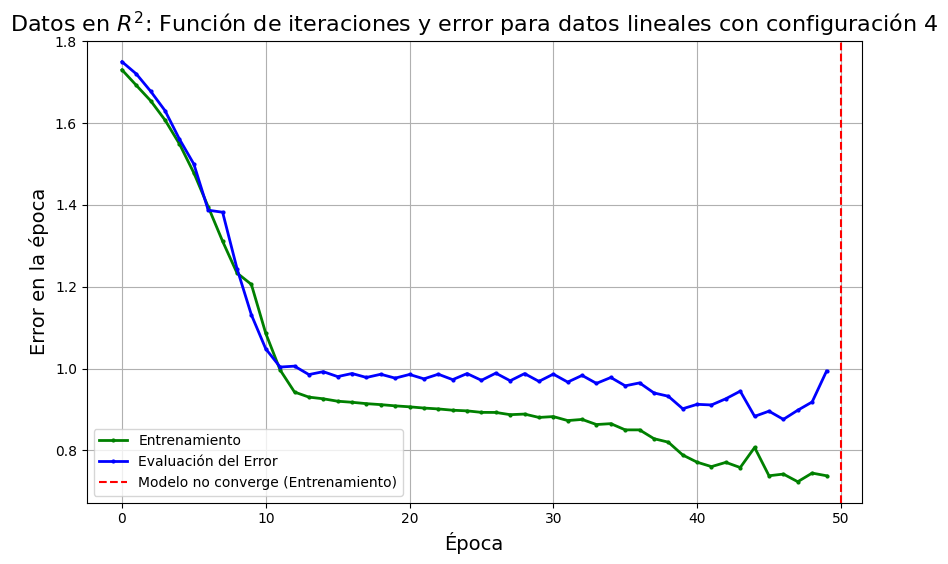 Datos en R²: Función de iteraciones y error para datos lineales con configuración 4
1.8
1.6
1.4
1.2
1.0
0.8
Error en la época
Entrenamiento
Evaluación del Error
Modelo no converge (Entrenamiento)
0 10 20 30 40 50
Época